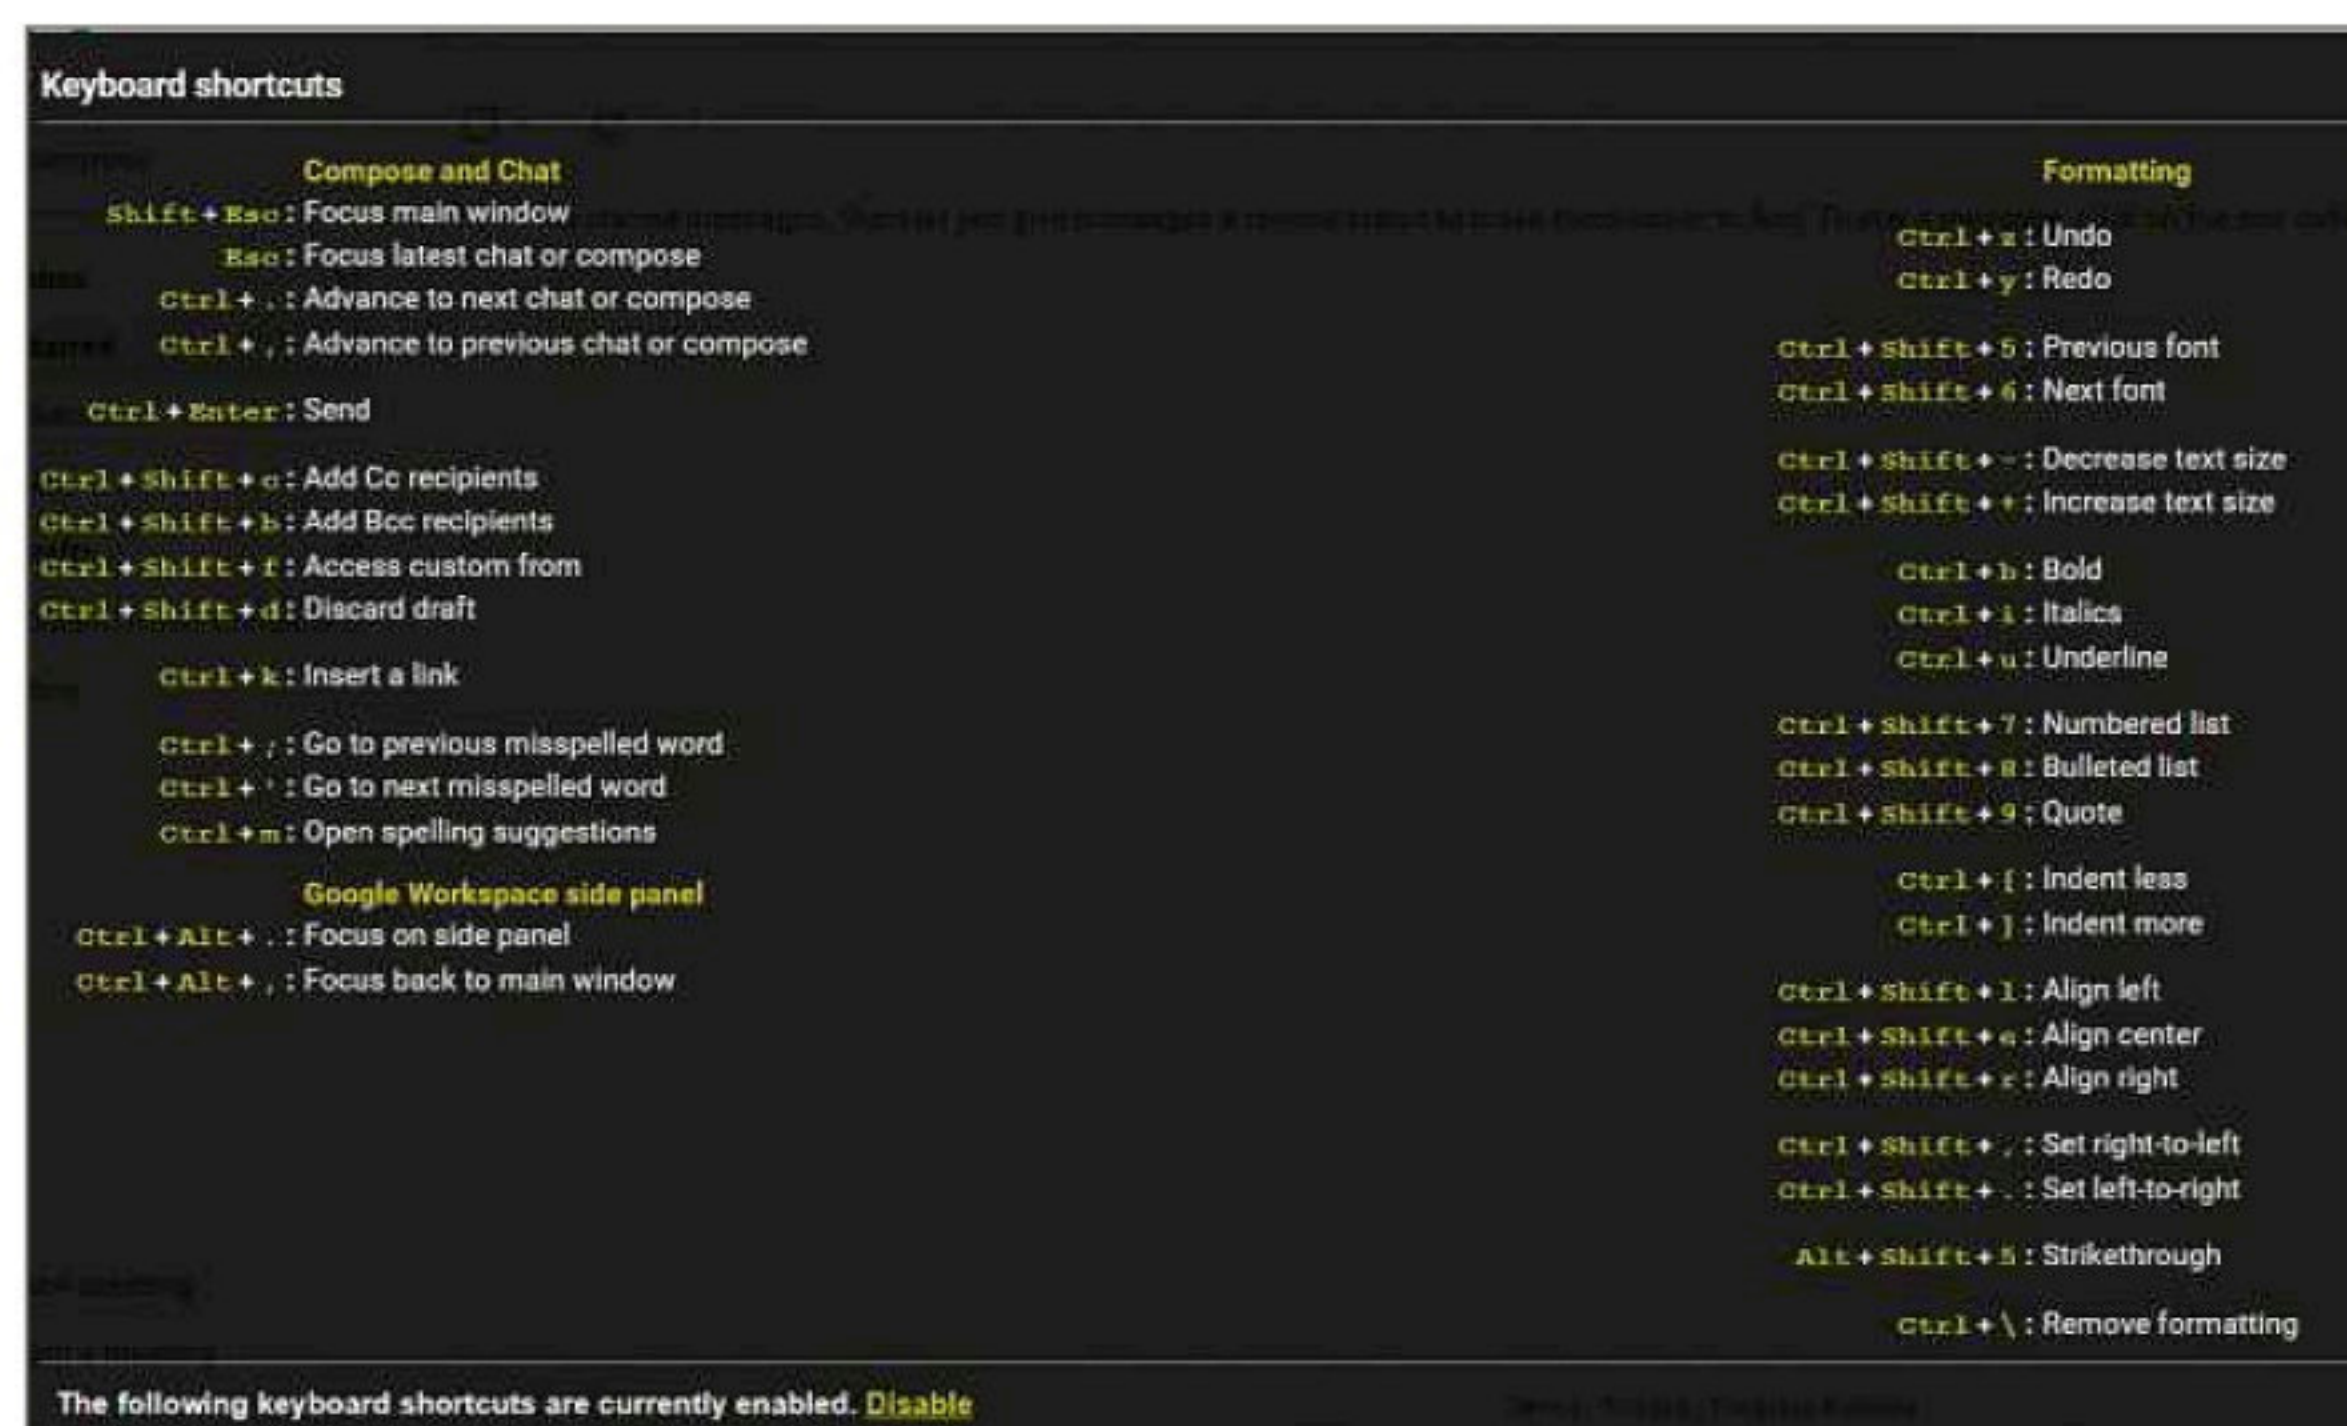 Keyboard shortcuts
Compose and Chat
Shift+Esc: Focus main window
Esc: Focus latest chat or compose
Ctrl+.: Advance to next chat or compose
Ctrl+,: Advance to previous chat or compose
Ctrl+Enter: Send
Ctrl+Shift+c: Add Cc recipients
Ctrl+Shift+b: Add Bcc recipients
Ctrl+Shift+f: Access custom from
Ctrl+Shift+d: Discard draft
Ctrl+k: Insert a link
Ctrl+;: Go to previous misspelled word
Ctrl+': Go to next misspelled word
Ctrl+m: Open spelling suggestions
Google Workspace side panel
Ctrl+Alt+.: Focus on side panel
Ctrl+Alt+,: Focus back to main window
Formatting
Ctrl+z: Undo
Ctrl+y: Redo
Ctrl+Shift+5: Previous font
Ctrl+Shift+6: Next font
Ctrl+Shift+-: Decrease text size
Ctrl+Shift++: Increase text size
Ctrl+b: Bold
Ctrl+i: Italics
Ctrl+u: Underline
Ctrl+Shift+7: Numbered list
Ctrl+Shift+8: Bulleted list
Ctrl+Shift+9: Quote
Ctrl+[: Indent less
Ctrl+]: Indent more
Ctrl+Shift+l: Align left
Ctrl+Shift+e: Align center
Ctrl+Shift+r: Align right
Ctrl+Shift+,: Set right-to-left
Ctrl+Shift+.: Set left-to-right
Alt+Shift+5: Strikethrough
Ctrl+\: Remove formatting
The following keyboard shortcuts are currently enabled. Disable